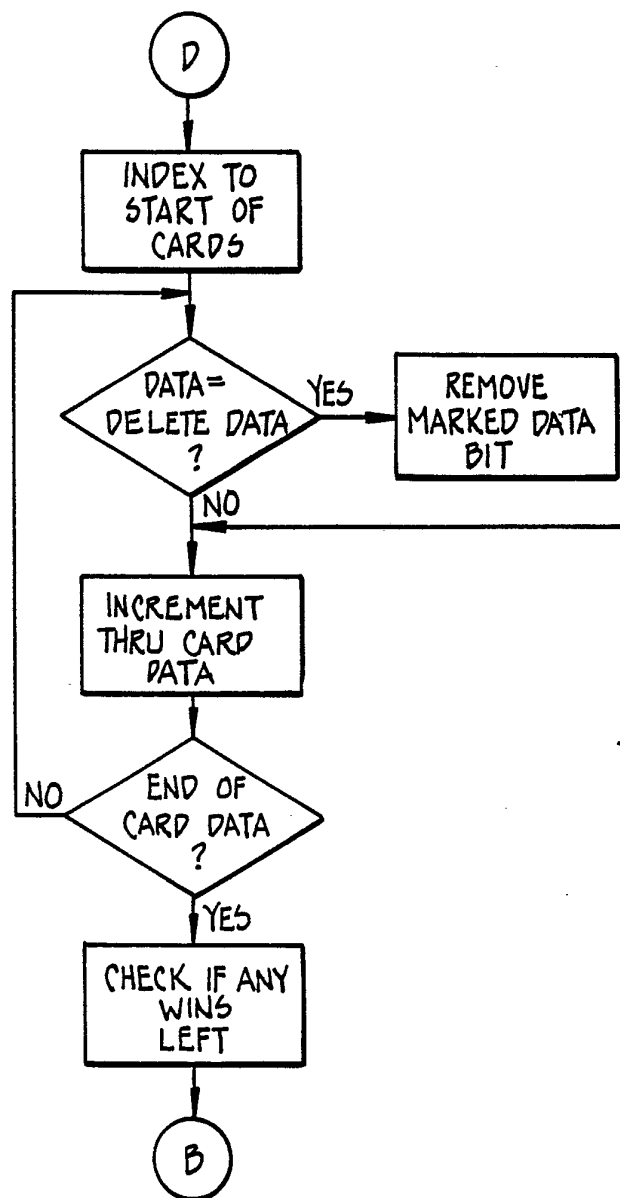 D
INDEX TO
START OF
CARDS
DATA=
DELETE DATA
?
YES
REMOVE
MARKED DATA
BIT
NO
INCREMENT
THRU CARD
DATA
NO
END OF
CARD DATA
?
YES
CHECK IF ANY
WINS
LEFT
B